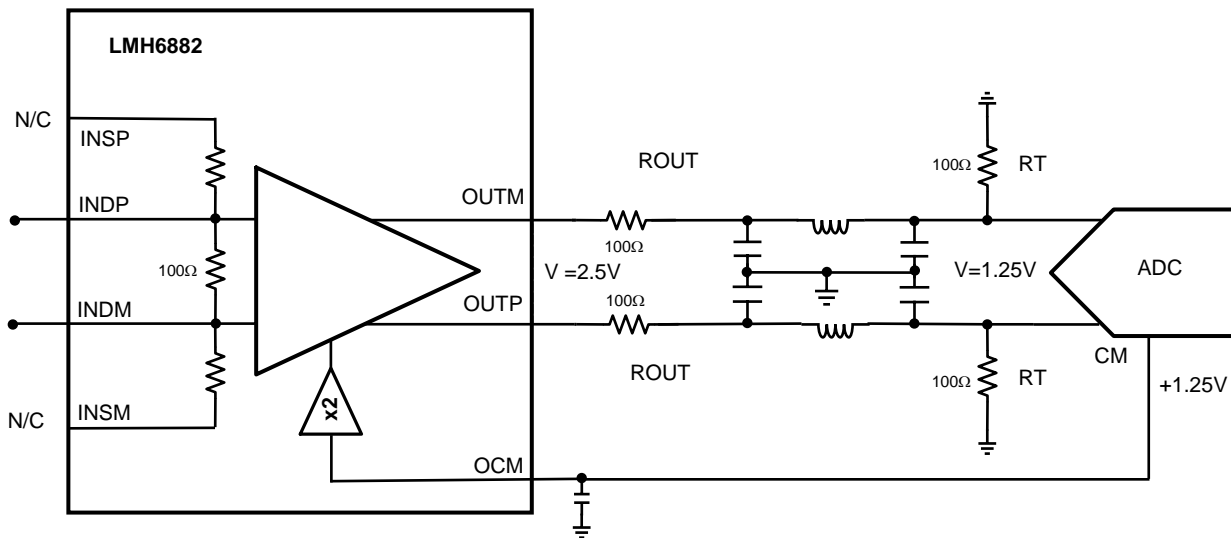 LMH6882
N/C
INSP
INDP
100Ω
INDM
INSM
N/C
x2
OUTM
OUTP
OCM
ROUT
100Ω
V =2.5V
100Ω
ROUT
100Ω
RT
V=1.25V
ADC
CM
100Ω
RT
+1.25V